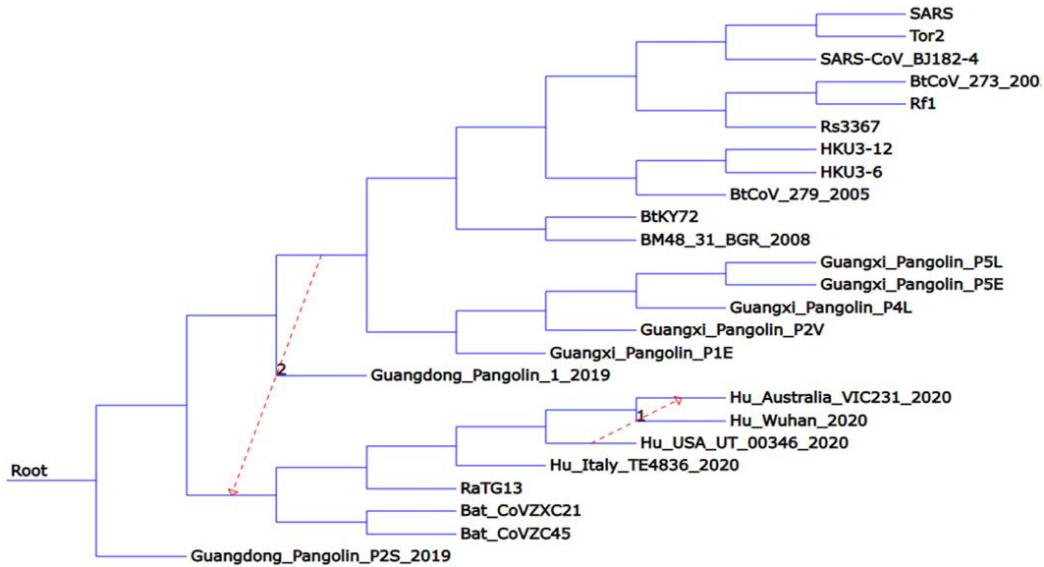 SARS
Tor2
SARS-CoV_BJ182-4
BtCoV_273_200
Rf1
Rs3367
HKU3-12
HKU3-6
BtCoV_279_2005
BtKY72
BM48_31_BGR_2008
Guangxi_Pangolin_P5L
Guangxi_Pangolin_P5E
Guangxi_Pangolin_P4L
Guangxi_Pangolin_P2V
Guangxi_Pangolin_P1E
2
Guangdong_Pangolin_1_2019
Hu_Australia_VIC231_2020
1
Hu_Wuhan_2020
Hu_USA_UT_00346_2020
Hu_Italy_TE4836_2020
Root
RaTG13
Bat_CoVZXC21
Bat_CoVZC45
Guangdong_Pangolin_P2S_2019